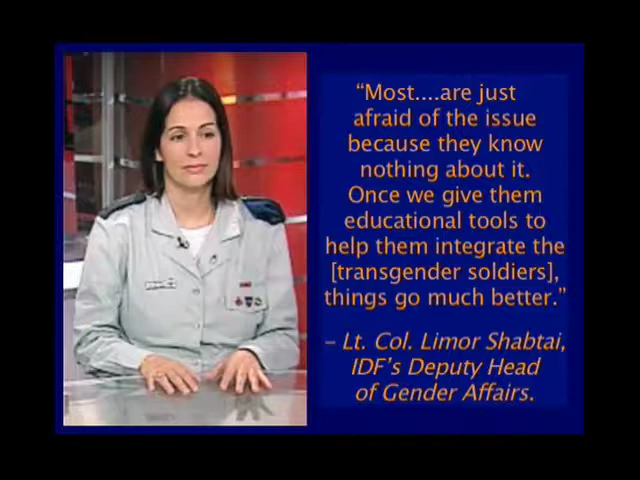 “Most....are just
afraid of the issue
because they know
nothing about it.
Once we give them
educational tools to
help them integrate the
[transgender soldiers],
things go much better.”
– Lt. Col. Limor Shabtai,
IDF’s Deputy Head
of Gender Affairs.